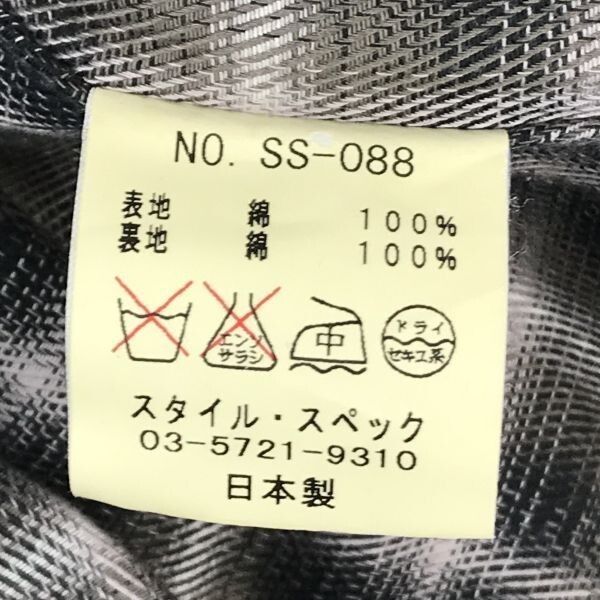 NO. SS-088
表地 綿 100%
裏地 綿 100%
エンソ
サラシ
中
ドライ
セキユ系
スタイル・スペック
03-5721-9310
日本製